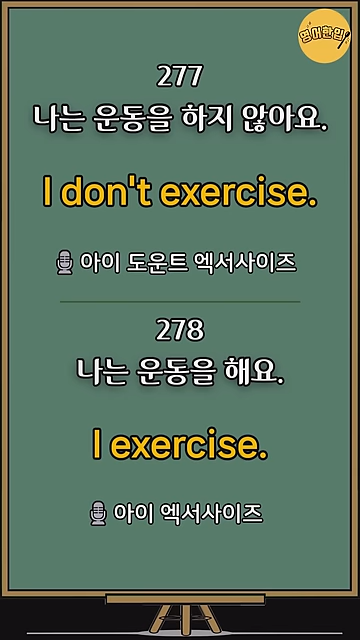 영어한입
277
나는 운동을 하지 않아요.
I don't exercise.
아이 도운트 엑서사이즈
278
나는 운동을 해요.
I exercise.
아이 엑서사이즈